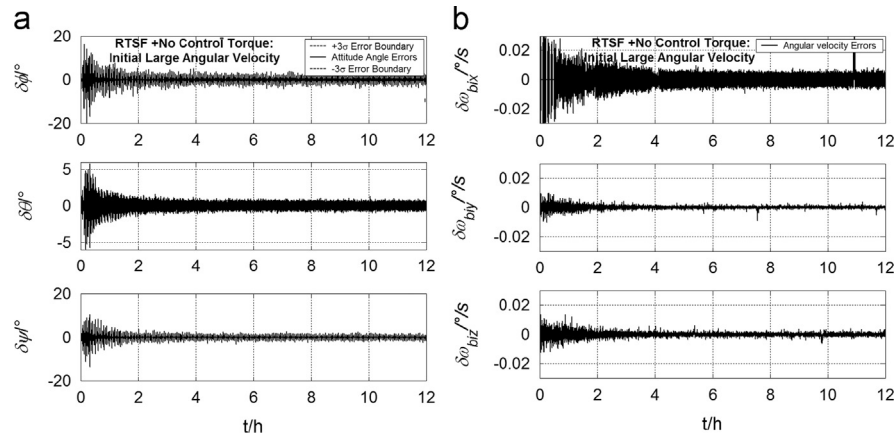 a
b
RTSF +No Control Torque:
Initial Large Angular Velocity
+3σ Error Boundary
Attitude Angle Errors
-3σ Error Boundary
20
0
-20
δφ/°
0 2 4 6 8 10 12
5
0
-5
δθ/°
0 2 4 6 8 10 12
20
0
-20
δψ/°
0 2 4 6 8 10 12
t/h
RTSF +No Control Torque:
Initial Large Angular Velocity
Angular velocity Errors
0.02
0
-0.02
δωbix/°/s
0 2 4 6 8 10 12
0.02
0
-0.02
δωbiy/°/s
0 2 4 6 8 10 12
0.02
0
-0.02
δωbiz/°/s
0 2 4 6 8 10 12
t/h